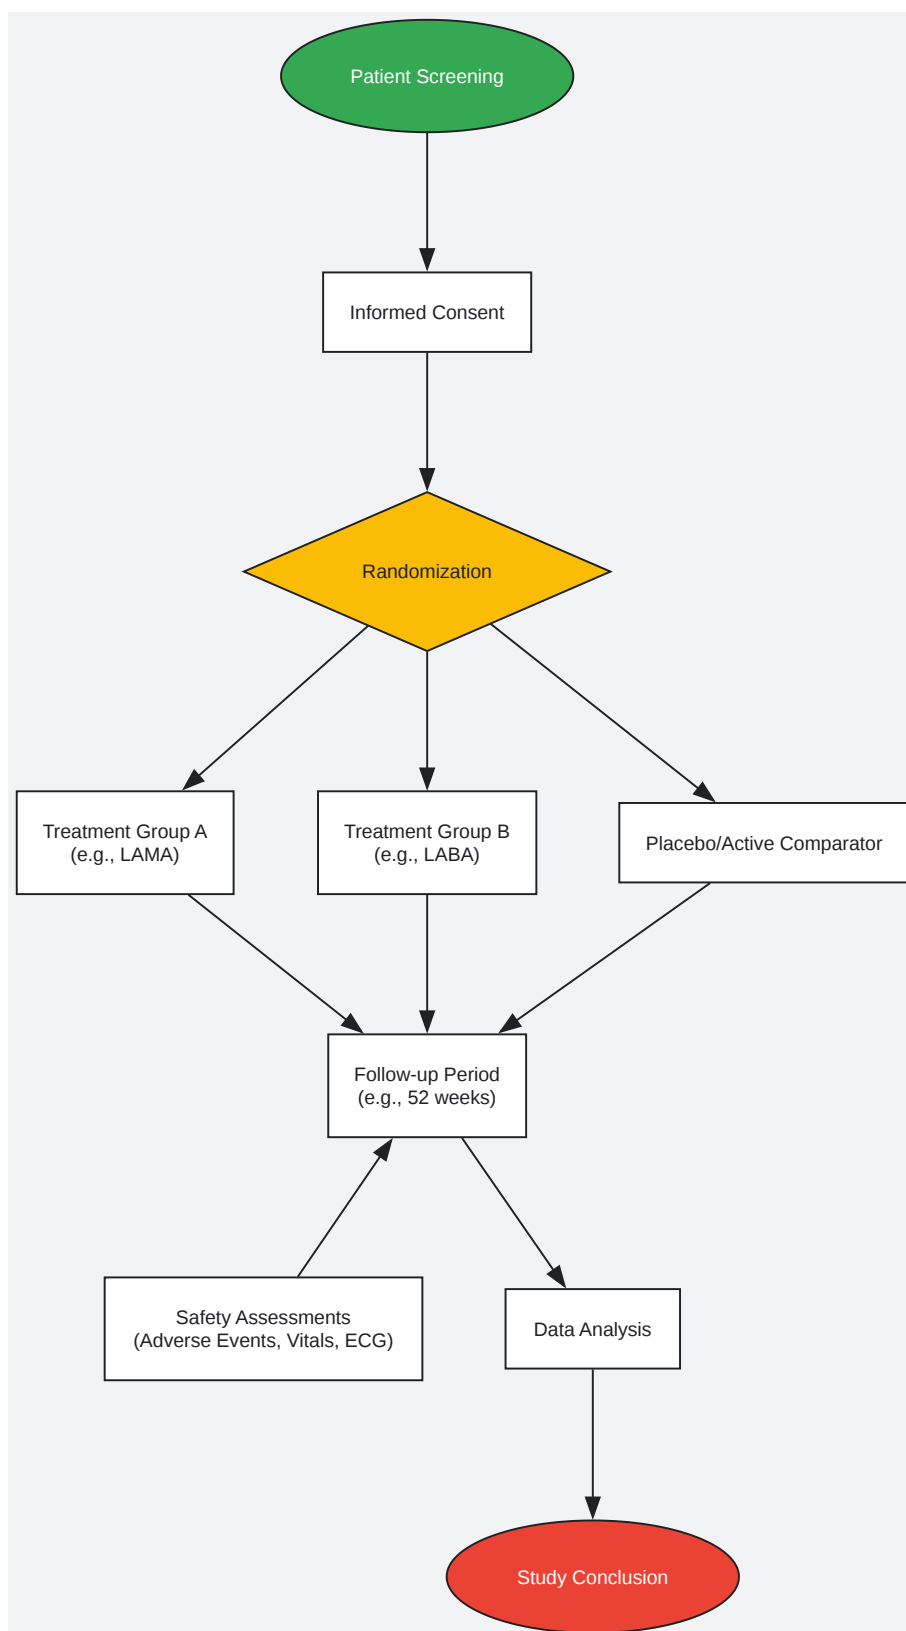 Patient Screening
Informed Consent
Randomization
Treatment Group A
(e.g., LAMA)
Treatment Group B
(e.g., LABA)
Placebo/Active Comparator
Follow-up Period
(e.g., 52 weeks)
Safety Assessments
(Adverse Events, Vitals, ECG)
Data Analysis
Study Conclusion